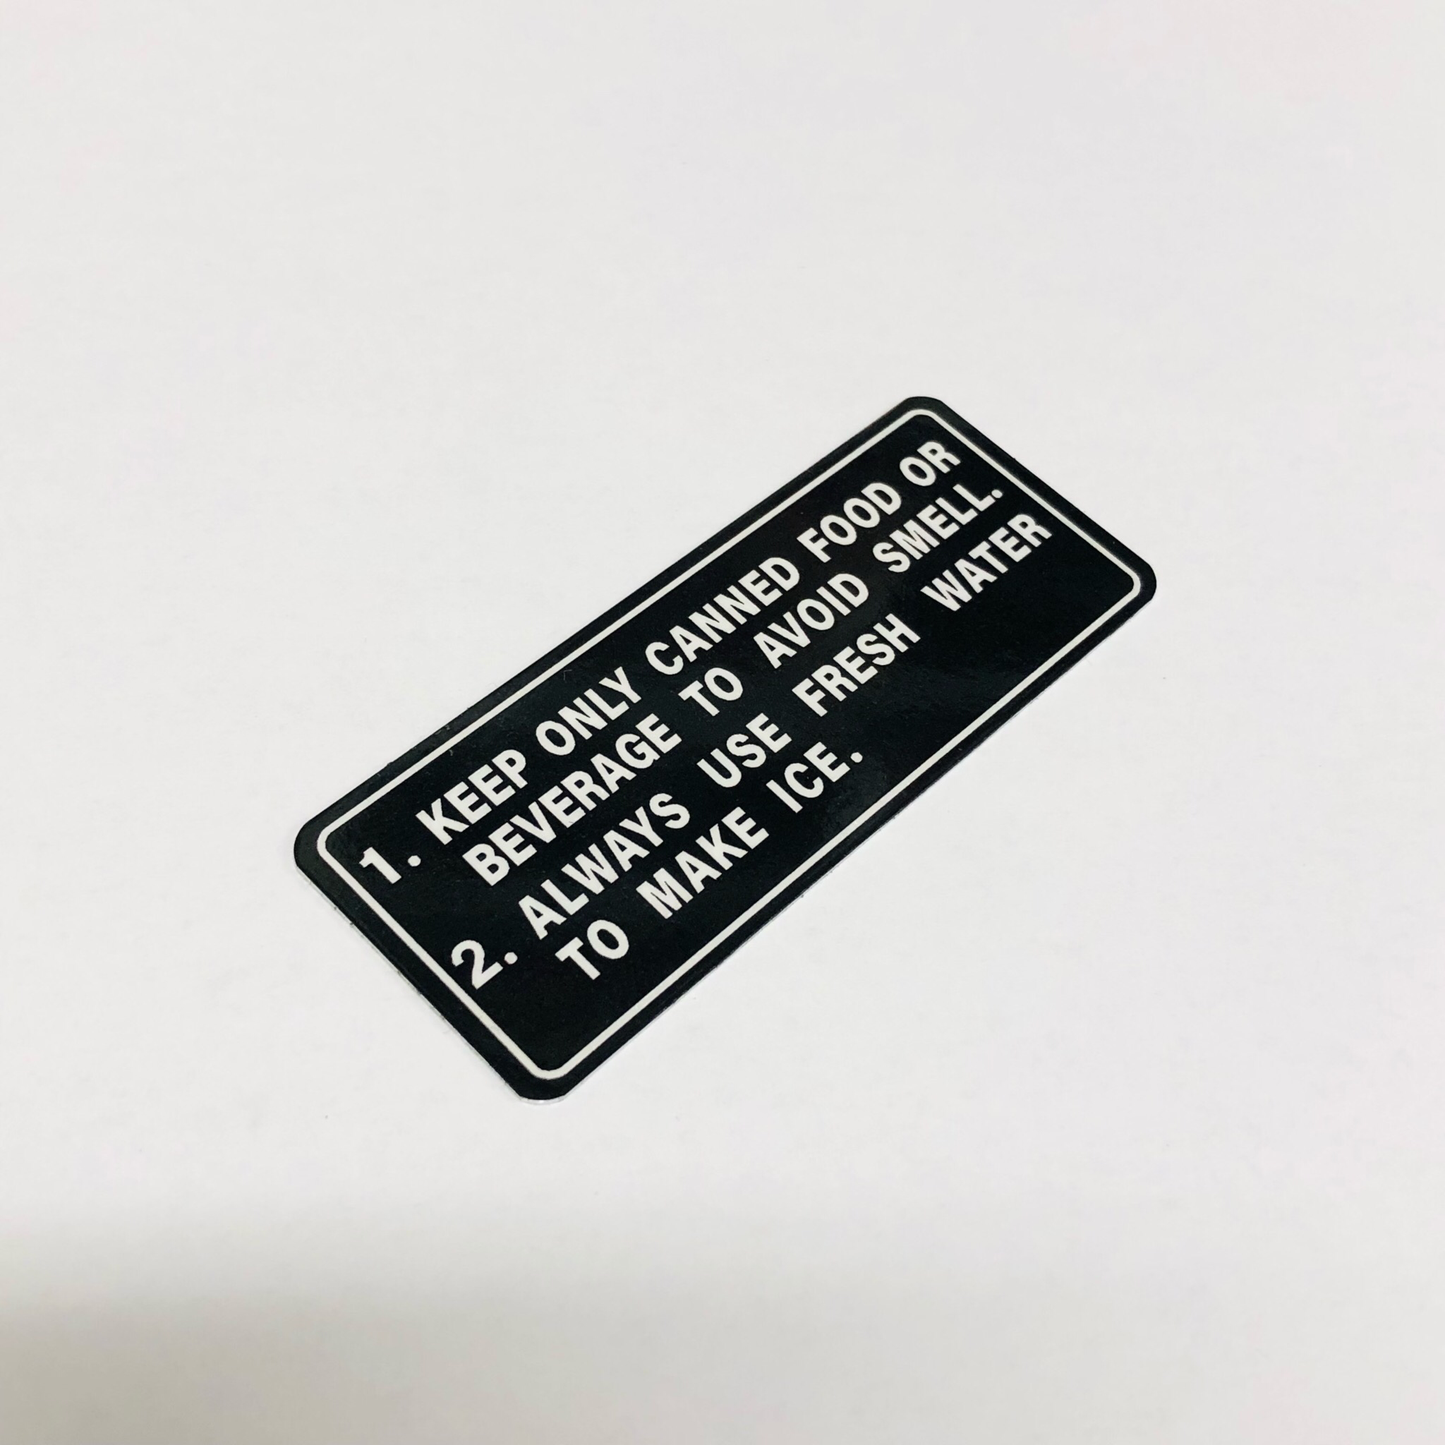 1. KEEP ONLY CANNED FOOD OR
BEVERAGE TO AVOID SMELL.
2. ALWAYS USE FRESH WATER
TO MAKE ICE.